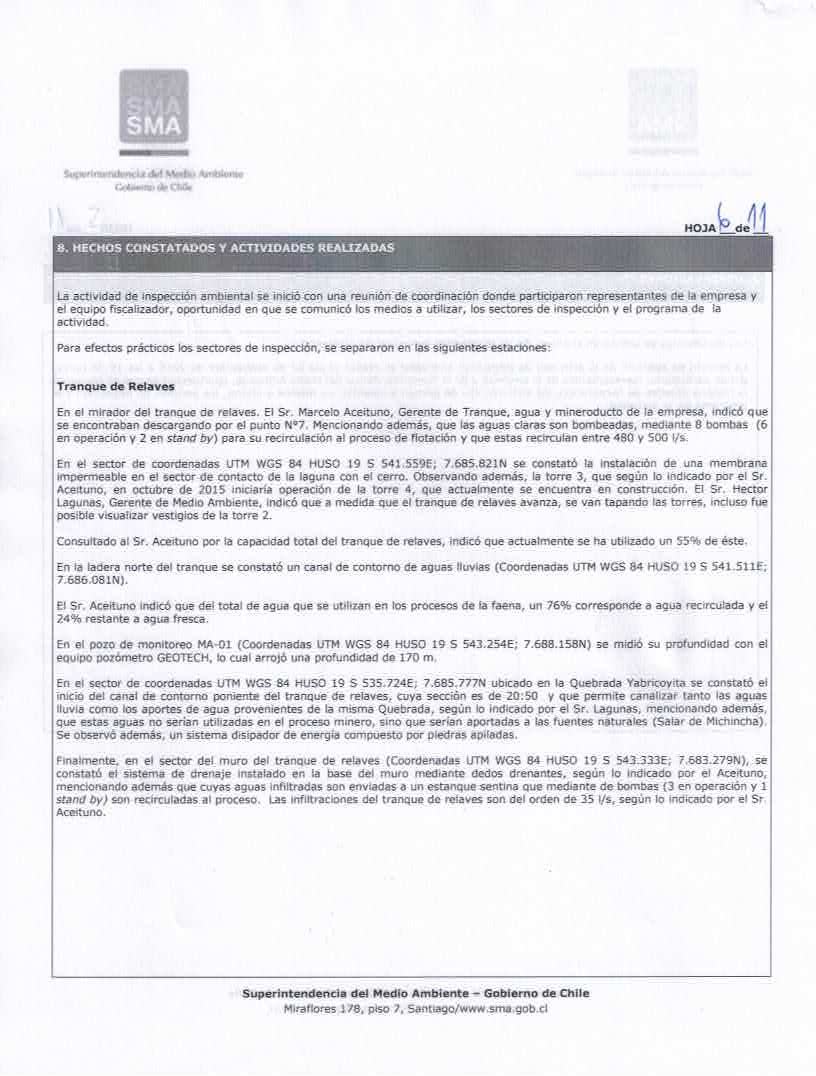 SMA
SMA
Superintendencia del Medio Ambiente
Gobierno de Chile
HOJA 6 de 11
8. HECHOS CONSTATADOS Y ACTIVIDADES REALIZADAS
La actividad de inspección ambiental se inició con una reunión de coordinación donde participaron representantes de la empresa y
el equipo fiscalizador, oportunidad en que se comunicó los medios a utilizar, los sectores de inspección y el programa de la
actividad.
Para efectos prácticos los sectores de inspección, se separaron en las siguientes estaciones:
Tranque de Relaves
En el mirador del tranque de relaves. El Sr. Marcelo Aceituno, Gerente de Tranque, agua y mineroducto de la empresa, indicó que
se encontraban descargando por el punto N°7. Mencionando además, que las aguas claras son bombeadas, mediante 8 bombas (6
en operación y 2 en stand by) para su recirculación al proceso de flotación y que estas recirculan entre 480 y 500 l/s.
En el sector de coordenadas UTM WGS 84 HUSO 19 S 541.559E; 7.685.821N se constató la instalación de una membrana
impermeable en el sector de contacto de la laguna con el cerro. Observando además, la torre 3, que según lo indicado por el Sr.
Aceituno, en octubre de 2015 iniciaría operación de la torre 4, que actualmente se encuentra en construcción. El Sr. Hector
Lagunas, Gerente de Medio Ambiente, indicó que a medida que el tranque de relaves avanza, se van tapando las torres, incluso fue
posible visualizar vestigios de la torre 2.
Consultado al Sr. Aceituno por la capacidad total del tranque de relaves, indicó que actualmente se ha utilizado un 55% de éste.
En la ladera norte del tranque se constató un canal de contorno de aguas lluvias (Coordenadas UTM WGS 84 HUSO 19 S 541.511E;
7.686.081N).
El Sr. Aceituno indicó que del total de agua que se utilizan en los procesos de la faena, un 76% corresponde a agua recirculada y el
24% restante a agua fresca.
En el pozo de monitoreo MA-01 (Coordenadas UTM WGS 84 HUSO 19 S 543.254E; 7.688.158N) se midió su profundidad con el
equipo pozómetro GEOTECH, lo cual arrojó una profundidad de 170 m.
En el sector de coordenadas UTM WGS 84 HUSO 19 S 535.724E; 7.685.777N ubicado en la Quebrada Yabricoyita se constató el
inicio del canal de contorno poniente del tranque de relaves, cuya sección es de 20:50 y que permite canalizar tanto las aguas
lluvia como los aportes de agua provenientes de la misma Quebrada, según lo indicado por el Sr. Lagunas, mencionando además,
que estas aguas no serían utilizadas en el proceso minero, sino que serían aportadas a las fuentes naturales (Salar de Michincha).
Se observó además, un sistema disipador de energía compuesto por piedras apiladas.
Finalmente, en el sector del muro del tranque de relaves (Coordenadas UTM WGS 84 HUSO 19 S 543.333E; 7.683.279N), se
constató el sistema de drenaje instalado en la base del muro mediante dedos drenantes, según lo indicado por el Aceituno,
mencionando además que cuyas aguas infiltradas son enviadas a un estanque sentina que mediante de bombas (3 en operación y 1
stand by) son recirculadas al proceso. Las infiltraciones del tranque de relaves son del orden de 35 l/s, según lo indicado por el Sr.
Aceituno.
Superintendencia del Medio Ambiente – Gobierno de Chile
Miraflores 178, piso 7, Santiago/www.sma.gob.cl